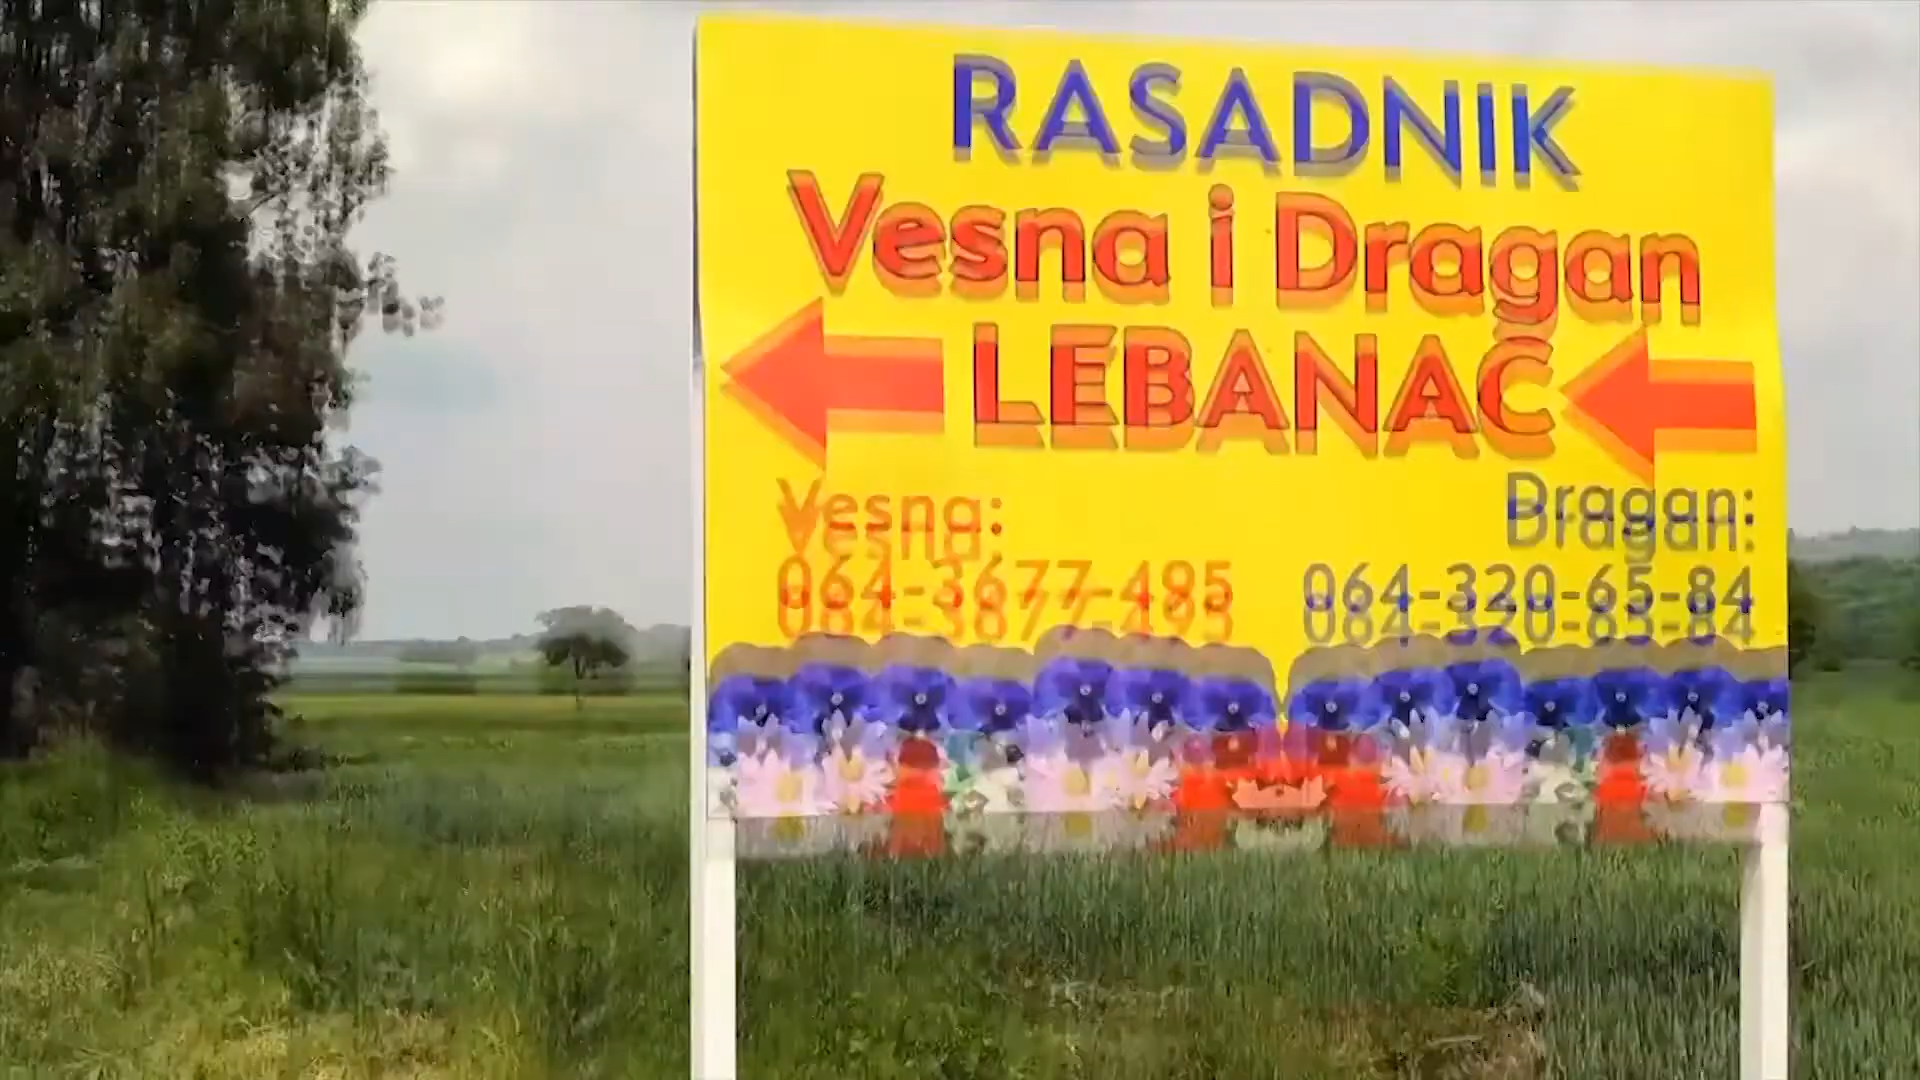 RASADNIK
Vesna i Dragan
LEBANAC
Vesna: Dragan:
064-3677-495 064-320-65-84